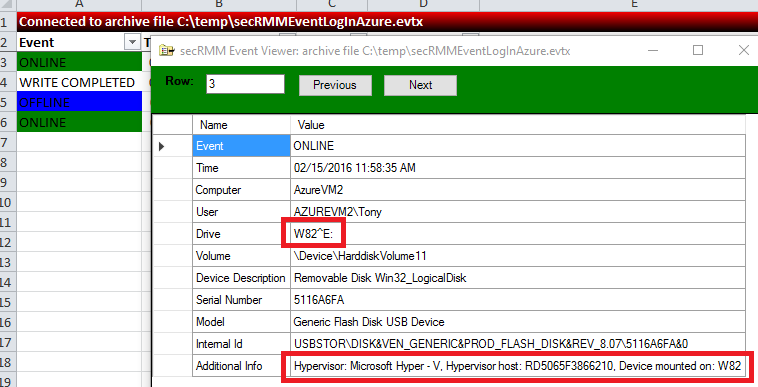 A B C D E
1 Connected to archive file C:\temp\secRMMEventLogInAzure.evtx
2 Event T
3 ONLINE
4 WRITE COMPLETED
5 OFFLINE
6 ONLINE
7
8
9
10
11
12
13
14
15
16
17
18
19
secRMM Event Viewer: archive file C:\temp\secRMMEventLogInAzure.evtx
Row: 3 Previous Next
Name Value
Event ONLINE
Time 02/15/2016 11:58:35 AM
Computer AzureVM2
User AZUREVM2\Tony
Drive W82^E:
Volume \Device\HarddiskVolume11
Device Description Removable Disk Win32_LogicalDisk
Serial Number 5116A6FA
Model Generic Flash Disk USB Device
Internal Id USBSTOR\DISK&VEN_GENERIC&PROD_FLASH_DISK&REV_8.07\5116A6FA&0
Additional Info Hypervisor: Microsoft Hyper - V, Hypervisor host: RD5065F3866210, Device mounted on: W82